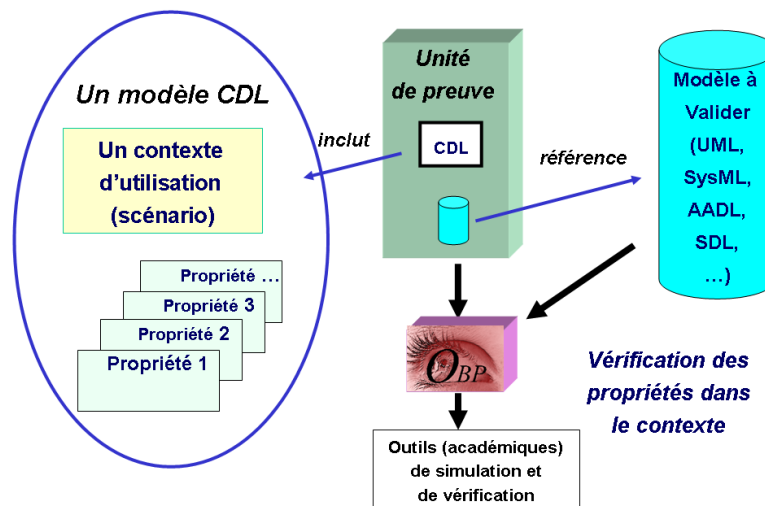 Un modèle CDL
Un contexte
d'utilisation
(scénario)
Propriété ...
Propriété 3
Propriété 2
Propriété 1
inclut
Unité
de preuve
CDL
référence
Modèle à
Valider
(UML,
SysML,
AADL,
SDL,
...)
OBP
Vérification des
propriétés dans
le contexte
Outils (académiques)
de simulation et
de vérification